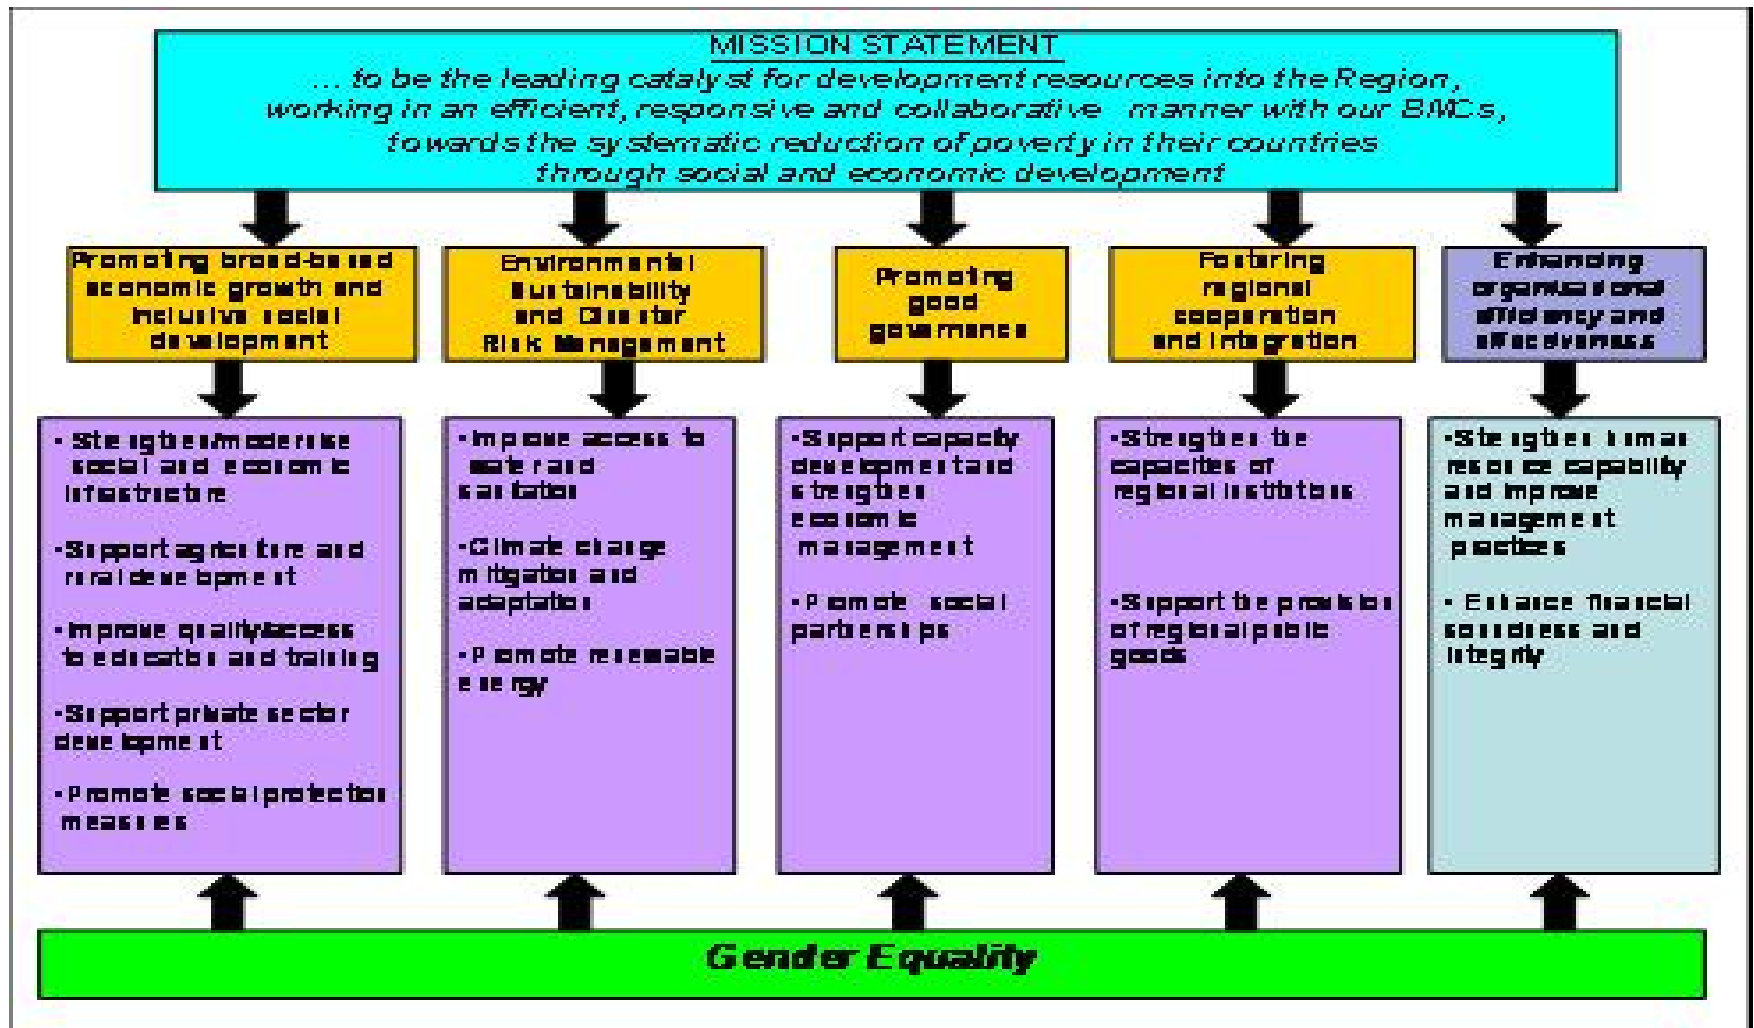 MISSION STATEMENT
... to be the leading catalyst for development resources into the Region,
working in an efficient, responsive and collaborative manner with our BMCs,
towards the systematic reduction of poverty in their countries
through social and economic development
Promoting broad-based
economic growth and
inclusive social
development
Environmental
Sustainability
and Disaster
Risk Management
Promoting
good
governance
Fostering
regional
cooperation
and integration
Enhancing
organisational
efficiency and
effectiveness
• Strengthen/modernise
social and economic
infrastructure
• Support agriculture and
rural development
• Improve quality/access
to education and training
• Support private sector
development
• Promote social protection
measures
• Improve access to
water and
sanitation
• Climate change
mitigation and
adaptation
• Promote renewable
energy
• Support capacity
development and
strengthen
economic
management
• Promote social
partnerships
• Strengthen the
capacities of
regional institutions
• Support the provision
of regional public
goods
• Strengthen human
resource capability
and improve
management
practices
• Enhance financial
soundness and
integrity
Gender Equality